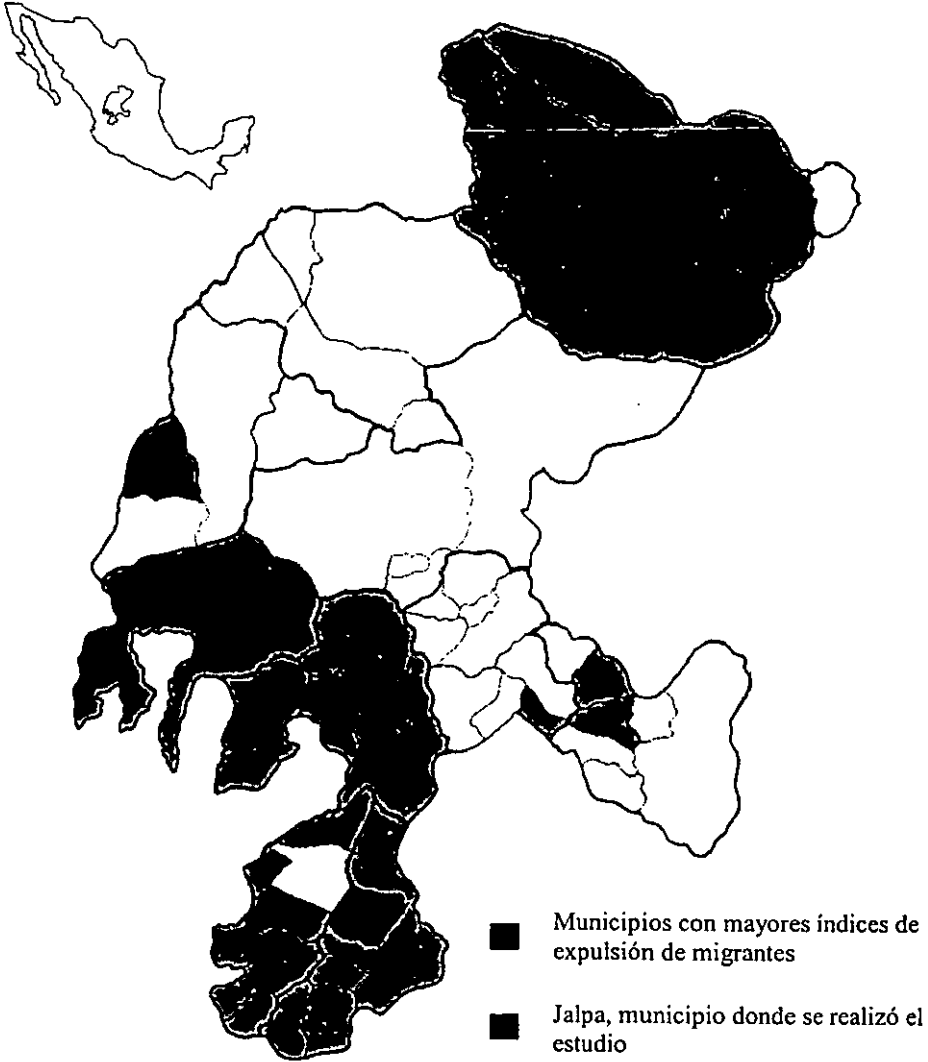 Municipios con mayores índices de
expulsión de migrantes
Jalpa, municipio donde se realizó el
estudio